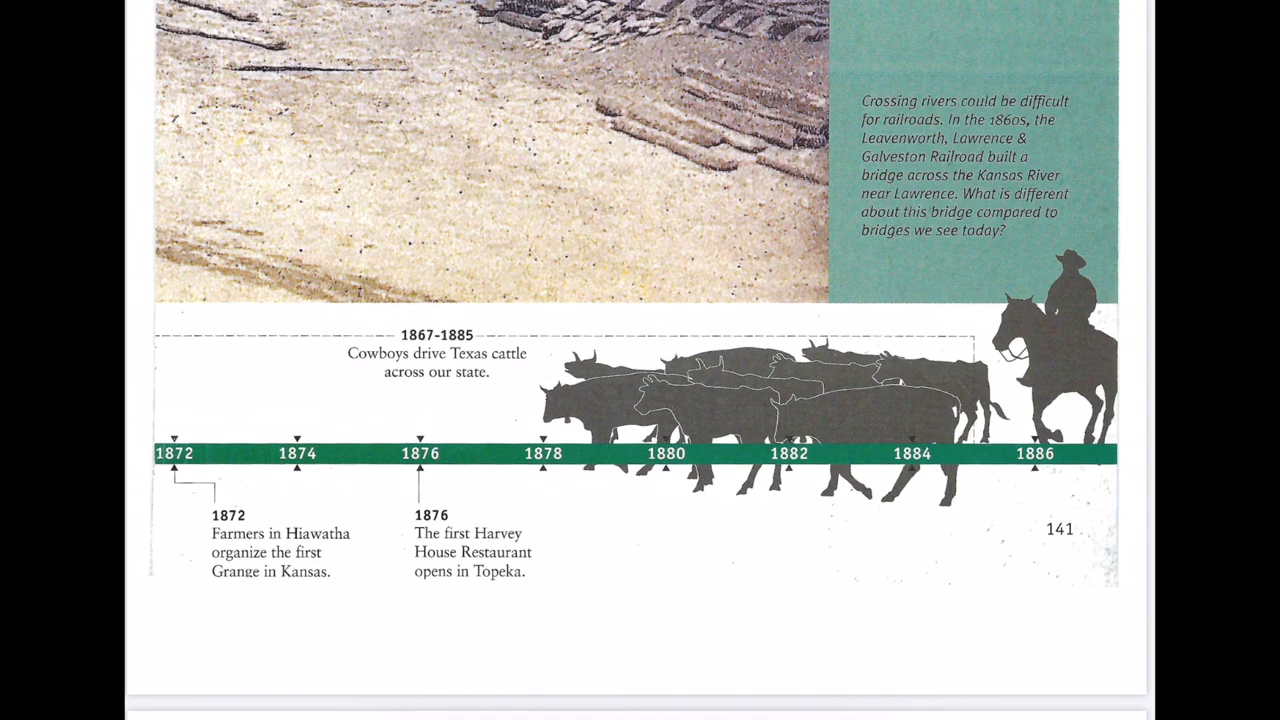 Crossing rivers could be difficult
for railroads. In the 1860s, the
Leavenworth, Lawrence &
Galveston Railroad built a
bridge across the Kansas River
near Lawrence. What is different
about this bridge compared to
bridges we see today?
1867-1885
Cowboys drive Texas cattle
across our state.
1872 1874 1876 1878 1880 1882 1884 1886
1872
Farmers in Hiawatha
organize the first
Grange in Kansas.
1876
The first Harvey
House Restaurant
opens in Topeka.
141